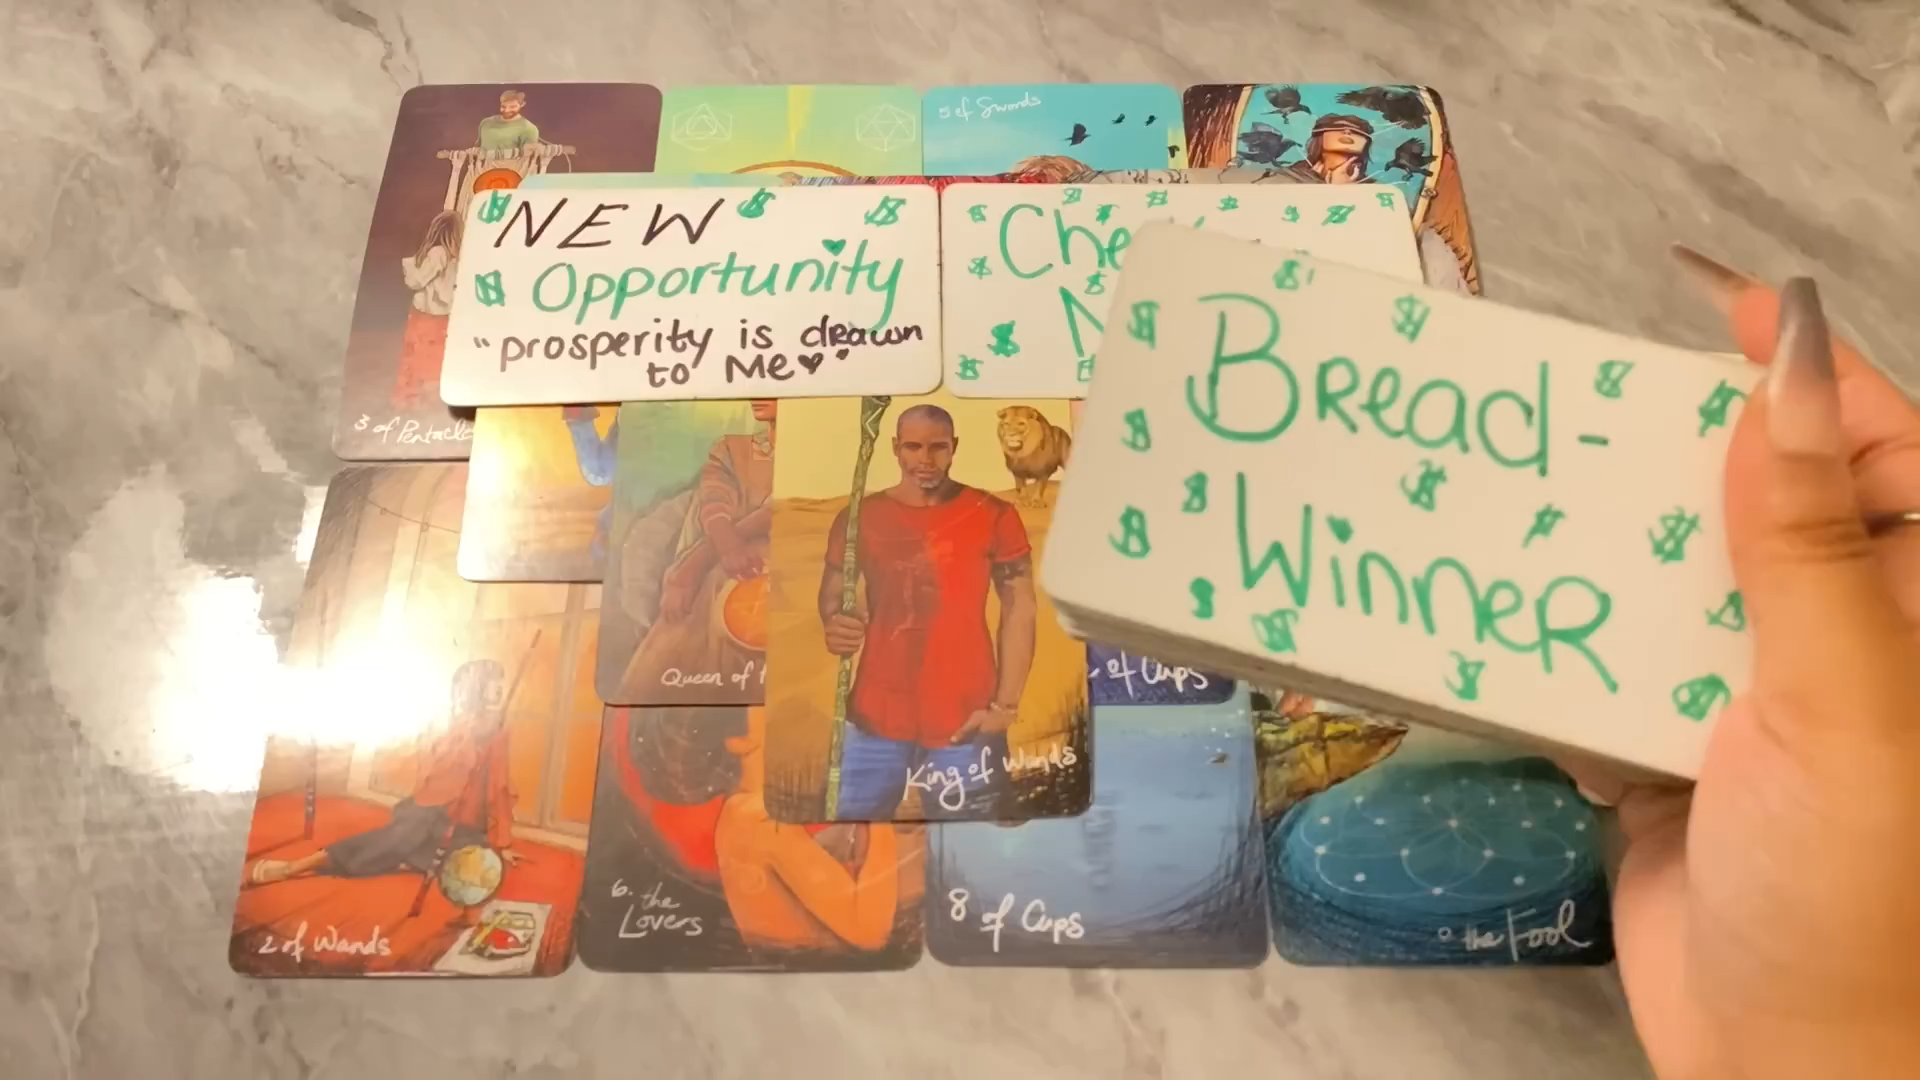 5 of Swords
NEW
Opportunity
"prosperity is drawn
to Me♥"
Bread-
Winner
3 of Pentacle
Queen of
of Cups
King of Wands
2 of Wands
6. the
Lovers
8 of Cups
0 the Fool